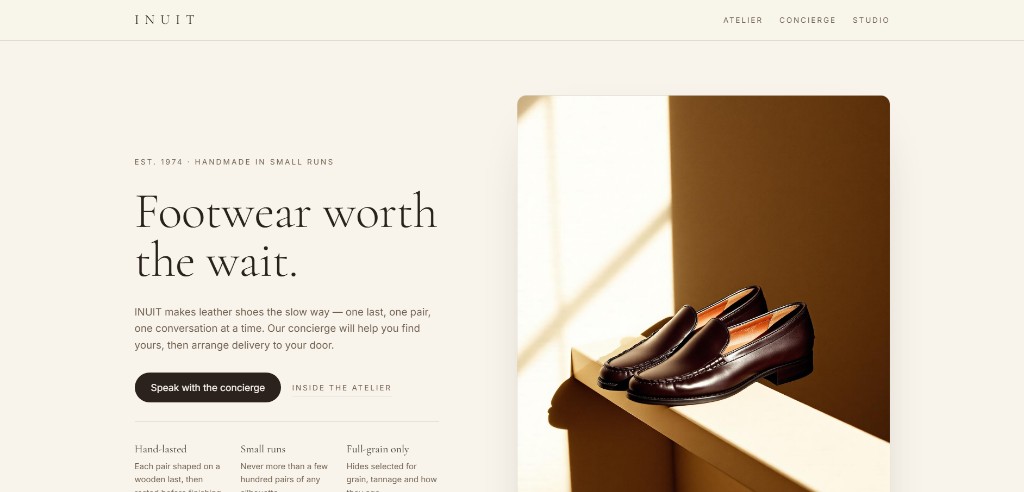 INUIT
ATELIER CONCIERGE STUDIO
EST. 1974 · HANDMADE IN SMALL RUNS
Footwear worth
the wait.
INUIT makes leather shoes the slow way — one last, one pair,
one conversation at a time. Our concierge will help you find
yours, then arrange delivery to your door.
Speak with the concierge INSIDE THE ATELIER
Hand-lasted
Each pair shaped on a
wooden last, then
Small runs
Never more than a few
hundred pairs of any
Full-grain only
Hides selected for
grain, tannage and how